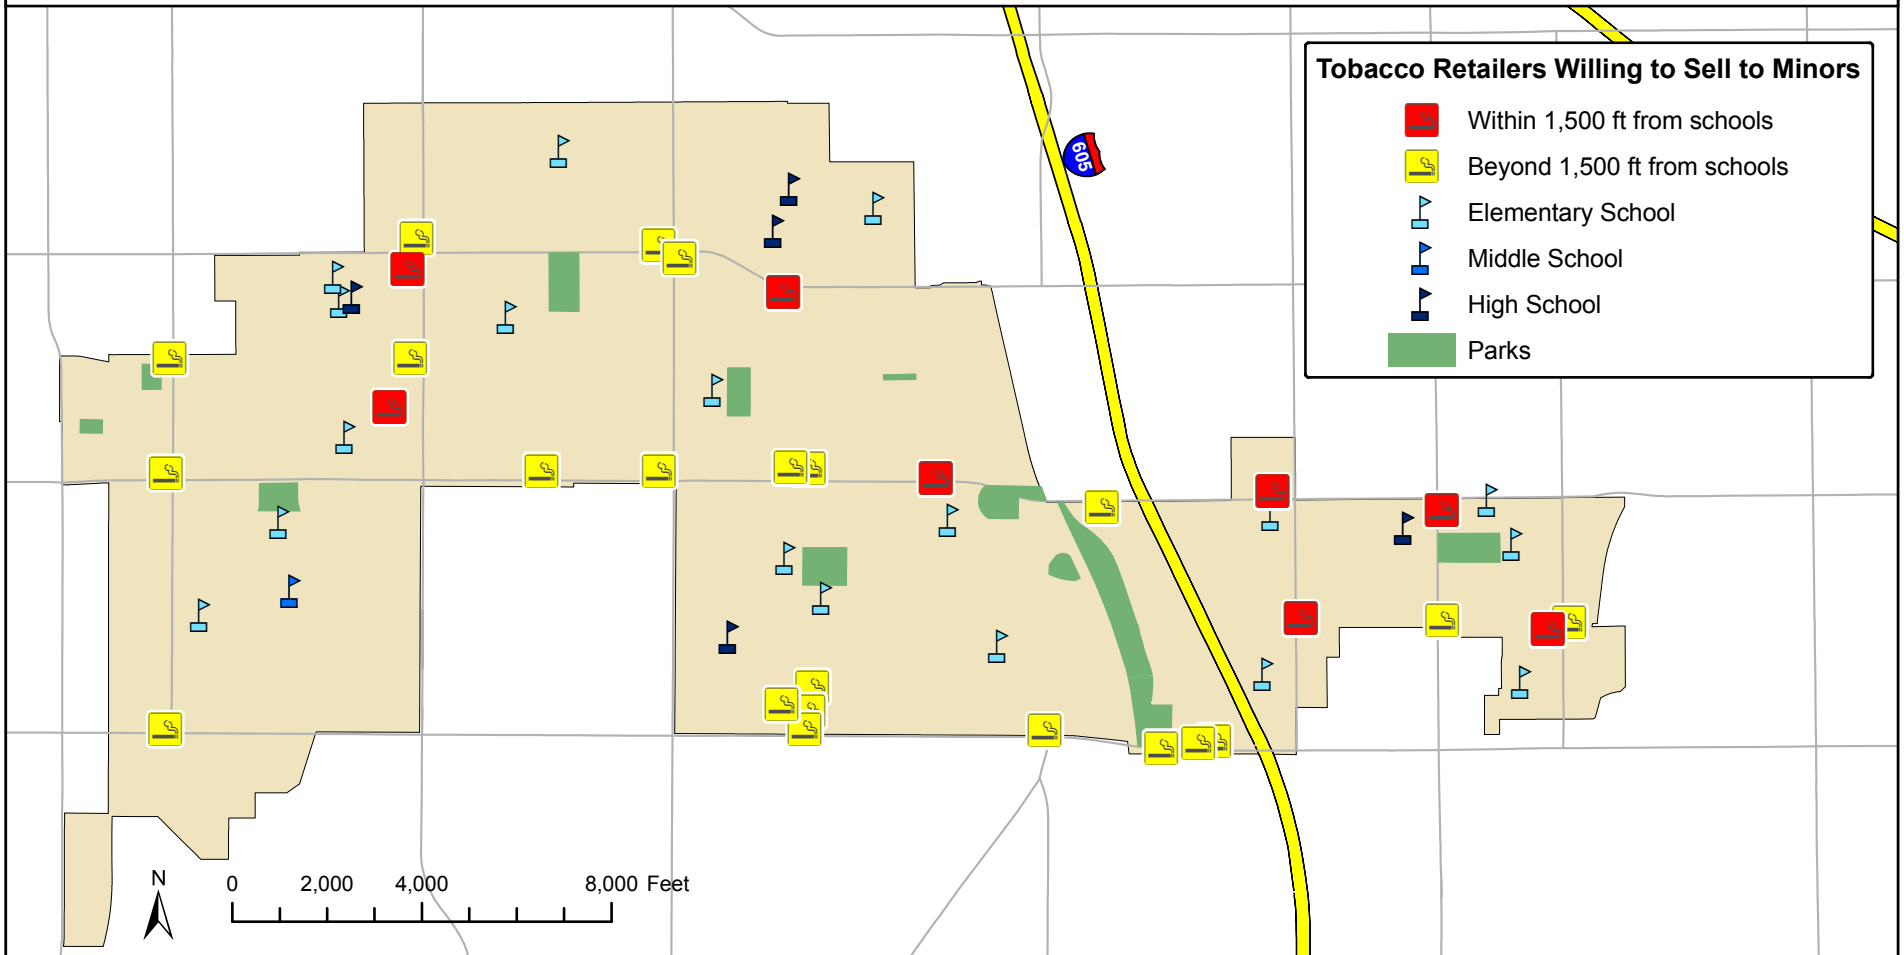 Tobacco Retailers Willing to Sell to Minors
Within 1,500 ft from schools
Beyond 1,500 ft from schools
Elementary School
Middle School
High School
Parks
605
N
0 2,000 4,000 8,000 Feet